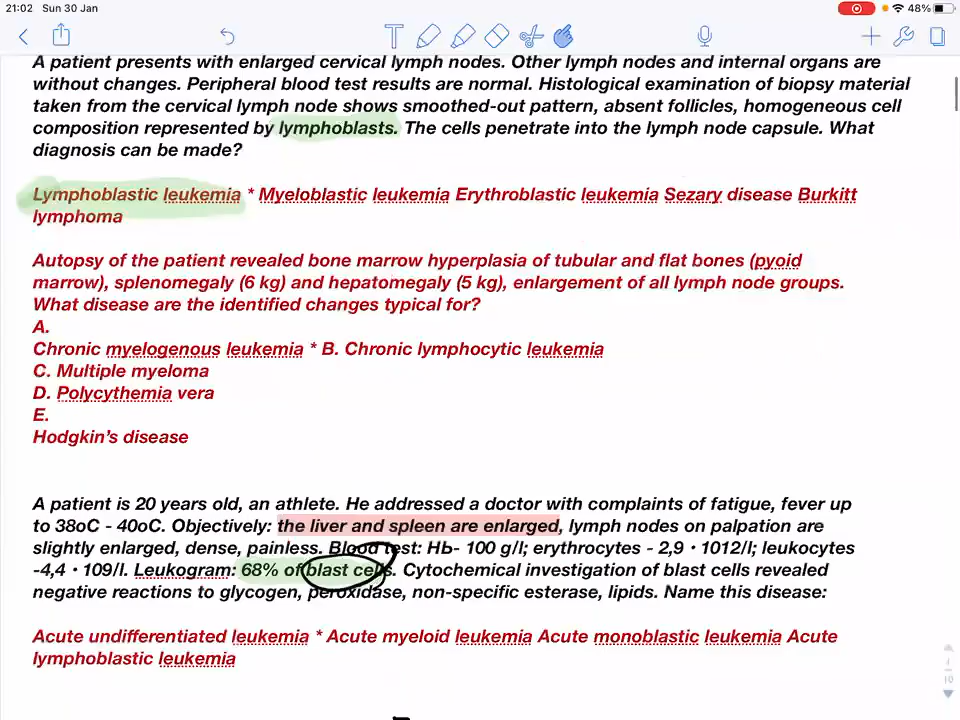 21:02 Sun 30 Jan
48%
A patient presents with enlarged cervical lymph nodes. Other lymph nodes and internal organs are
without changes. Peripheral blood test results are normal. Histological examination of biopsy material
taken from the cervical lymph node shows smoothed-out pattern, absent follicles, homogeneous cell
composition represented by lymphoblasts. The cells penetrate into the lymph node capsule. What
diagnosis can be made?
Lymphoblastic leukemia * Myeloblastic leukemia Erythroblastic leukemia Sezary disease Burkitt
lymphoma
Autopsy of the patient revealed bone marrow hyperplasia of tubular and flat bones (pyoid
marrow), splenomegaly (6 kg) and hepatomegaly (5 kg), enlargement of all lymph node groups.
What disease are the identified changes typical for?
A.
Chronic myelogenous leukemia * B. Chronic lymphocytic leukemia
C. Multiple myeloma
D. Polycythemia vera
E.
Hodgkin's disease
A patient is 20 years old, an athlete. He addressed a doctor with complaints of fatigue, fever up
to 38oC - 40oC. Objectively: the liver and spleen are enlarged, lymph nodes on palpation are
slightly enlarged, dense, painless. Blood test: Hb- 100 g/l; erythrocytes - 2,9 · 1012/l; leukocytes
-4,4 · 109/l. Leukogram: 68% of blast cells. Cytochemical investigation of blast cells revealed
negative reactions to glycogen, peroxidase, non-specific esterase, lipids. Name this disease:
Acute undifferentiated leukemia * Acute myeloid leukemia Acute monoblastic leukemia Acute
lymphoblastic leukemia